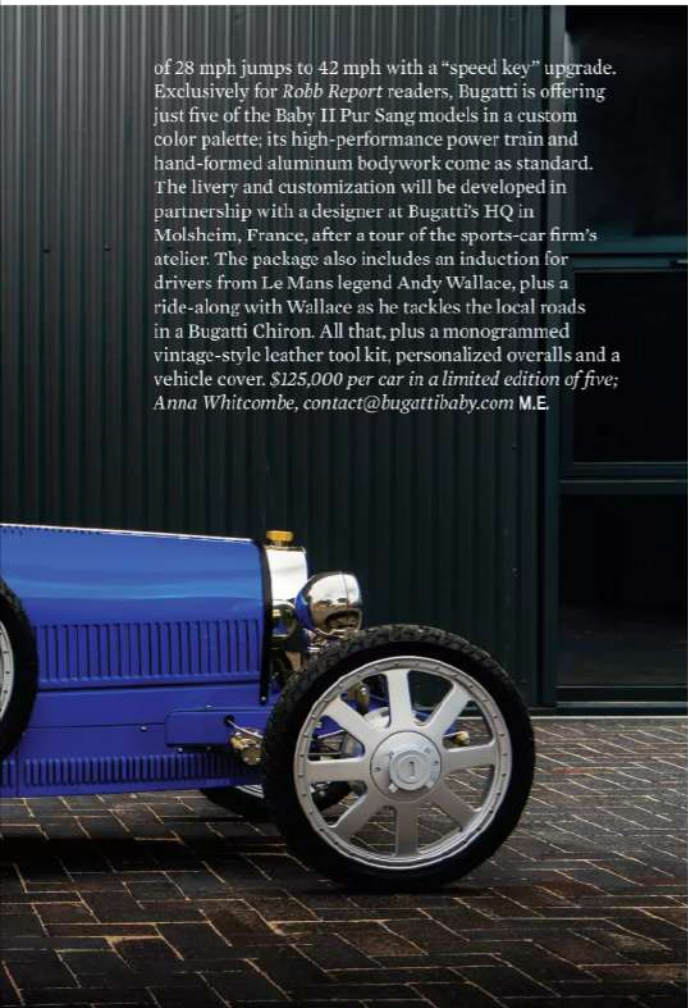 of 28 mph jumps to 42 mph with a “speed key” upgrade.
Exclusively for Robb Report readers, Bugatti is offering
just five of the Baby II Pur Sang models in a custom
color palette; its high-performance power train and
hand-formed aluminum bodywork come as standard.
The livery and customization will be developed in
partnership with a designer at Bugatti’s HQ in
Molsheim, France, after a tour of the sports-car firm’s
atelier. The package also includes an induction for
drivers from Le Mans legend Andy Wallace, plus a
ride-along with Wallace as he tackles the local roads
in a Bugatti Chiron. All that, plus a monogrammed
vintage-style leather tool kit, personalized overalls and a
vehicle cover. $125,000 per car in a limited edition of five;
Anna Whitcombe, contact@bugattibaby.com M.E.
1